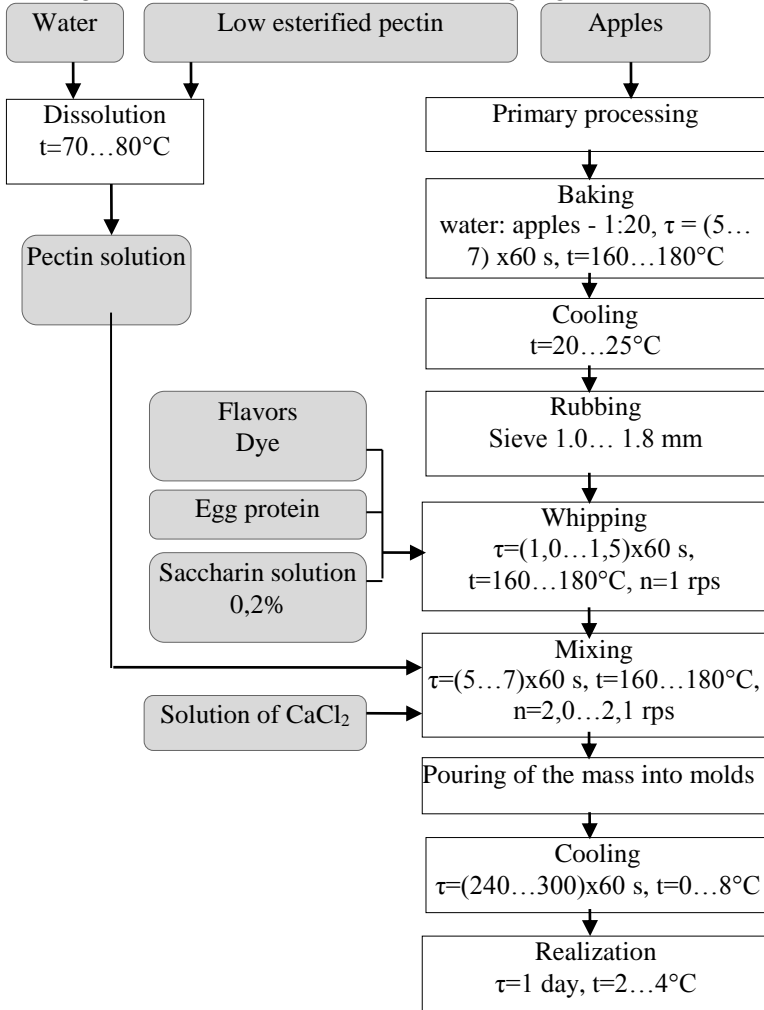 Water
Low esterified pectin
Apples
Dissolution
t=70…80°C
Primary processing
Baking
water: apples - 1:20, τ = (5…
7) x60 s, t=160…180°C
Pectin solution
Cooling
t=20…25°C
Rubbing
Sieve 1.0… 1.8 mm
Flavors
Dye
Egg protein
Saccharin solution
0,2%
Whipping
τ=(1,0…1,5)x60 s,
t=160…180°C, n=1 rps
Mixing
τ=(5…7)x60 s, t=160…180°C,
n=2,0…2,1 rps
Solution of CaCl₂
Pouring of the mass into molds
Cooling
τ=(240…300)x60 s, t=0…8°C
Realization
τ=1 day, t=2…4°C